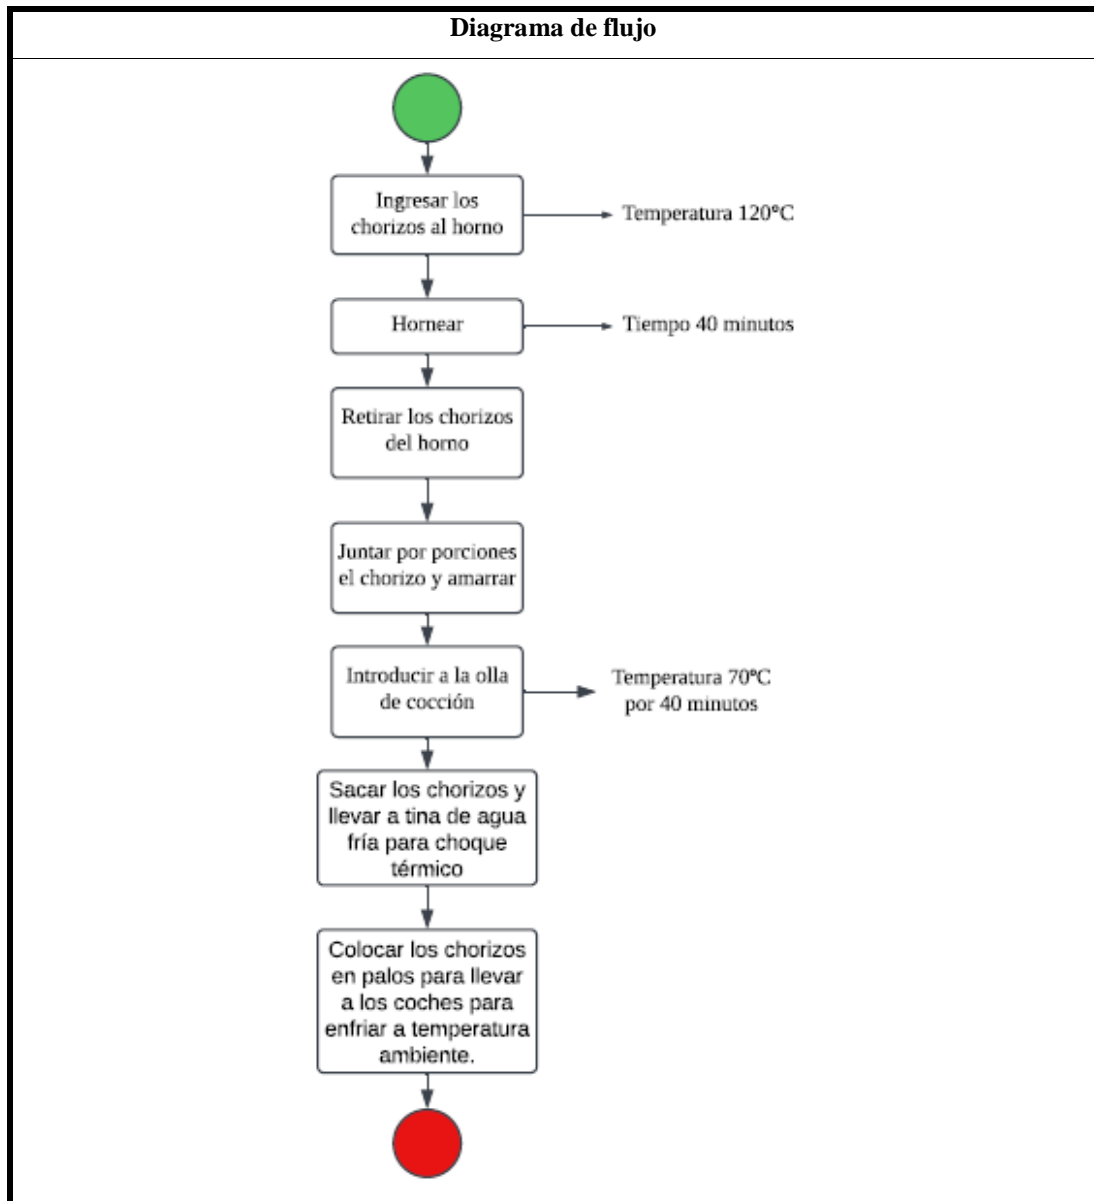 Diagrama de flujo
Ingresar los
chorizos al horno
Temperatura 120°C
Hornear
Tiempo 40 minutos
Retirar los chorizos
del horno
Juntar por porciones
el chorizo y amarrar
Introducir a la olla
de cocción
Temperatura 70°C
por 40 minutos
Sacar los chorizos y
llevar a tina de agua
fría para choque
térmico
Colocar los chorizos
en palos para llevar
a los coches para
enfriar a temperatura
ambiente.